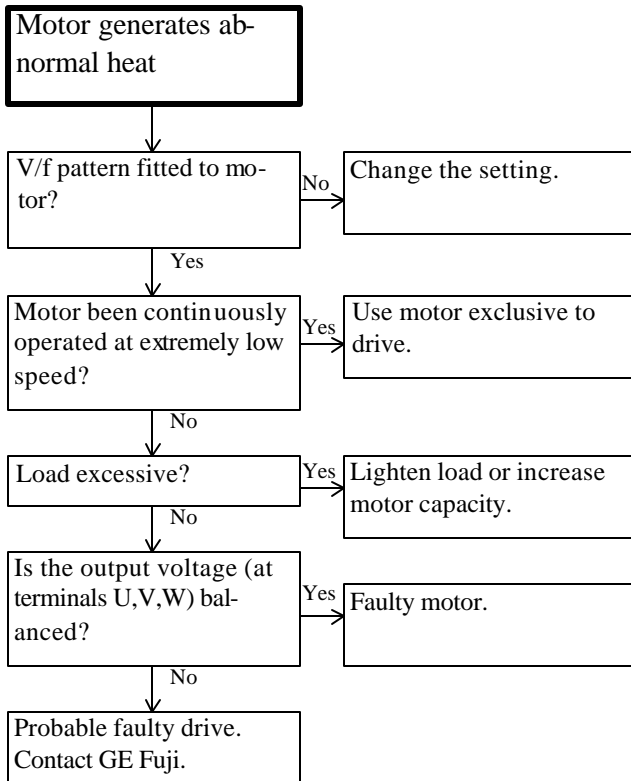 Motor generates ab-
normal heat
V/f pattern fitted to mo-
tor?
No
Change the setting.
Yes
Motor been continuously
operated at extremely low
speed?
Yes
Use motor exclusive to
drive.
No
Load excessive?
Yes
Lighten load or increase
motor capacity.
No
Is the output voltage (at
terminals U,V,W) bal-
anced?
Yes
Faulty motor.
No
Probable faulty drive.
Contact GE Fuji.